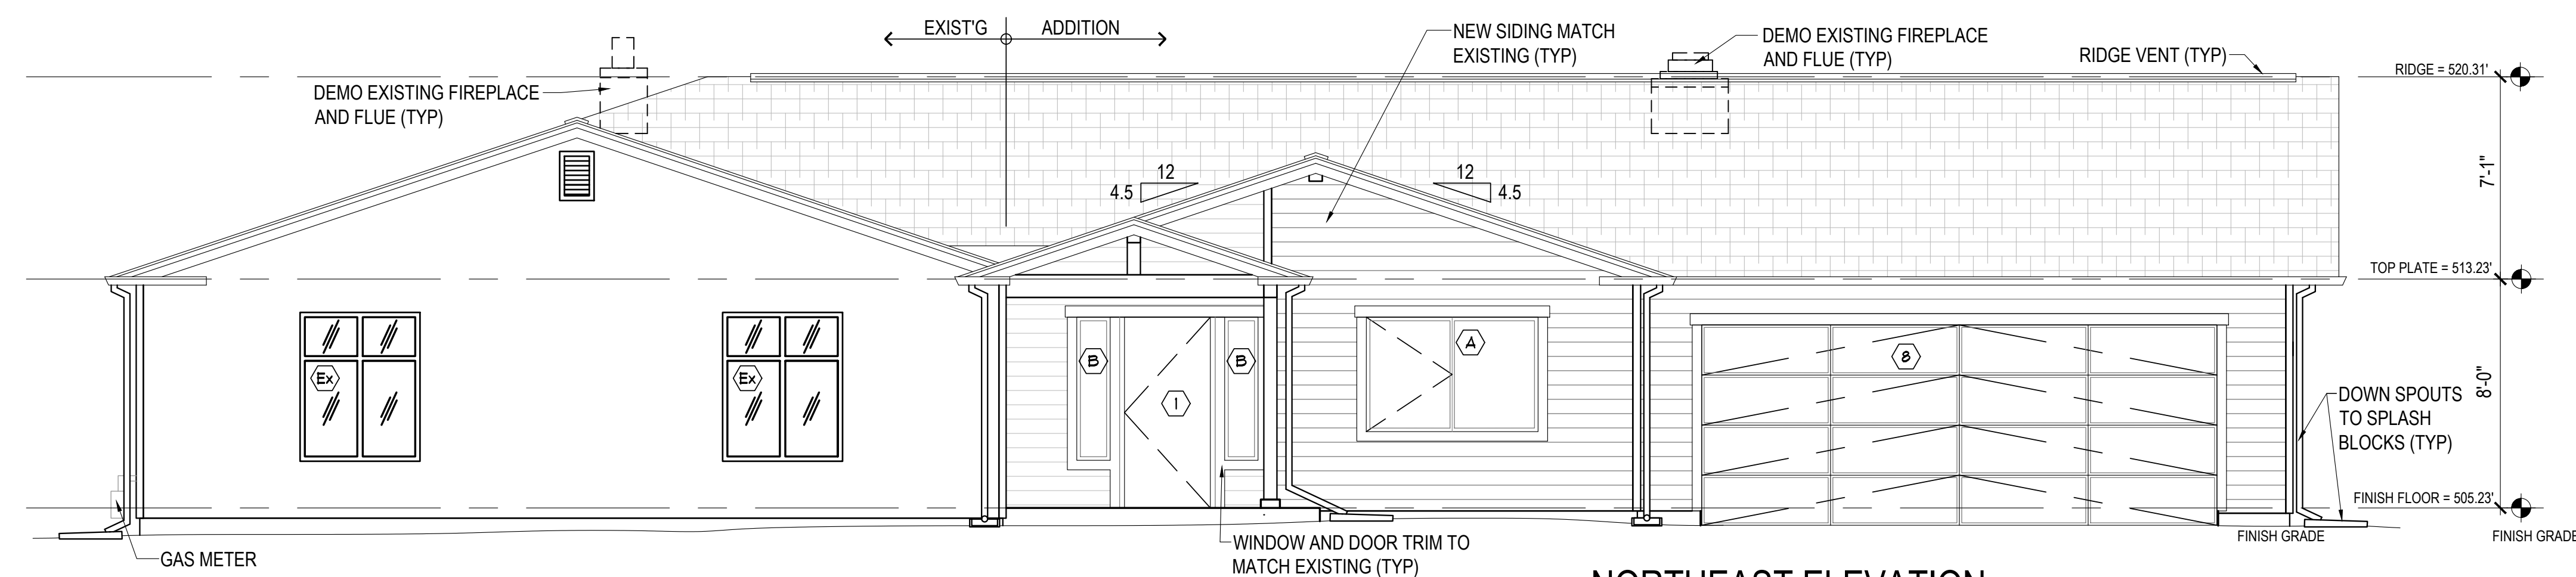 EXIST'G
ADDITION
NEW SIDING MATCH
EXISTING (TYP)
DEMO EXISTING FIREPLACE
AND FLUE (TYP)
RIDGE VENT (TYP)
RIDGE = 520.31'
DEMO EXISTING FIREPLACE
AND FLUE (TYP)
12
4.5
12
4.5
7'-1"
TOP PLATE = 513.23'
Ex
Ex
B
B
1
A
8
8'-0"
DOWN SPOUTS
TO SPLASH
BLOCKS (TYP)
FINISH FLOOR = 505.23'
FINISH GRADE
FINISH GRADE
GAS METER
WINDOW AND DOOR TRIM TO
MATCH EXISTING (TYP)
NORTHEAST ELEVATION